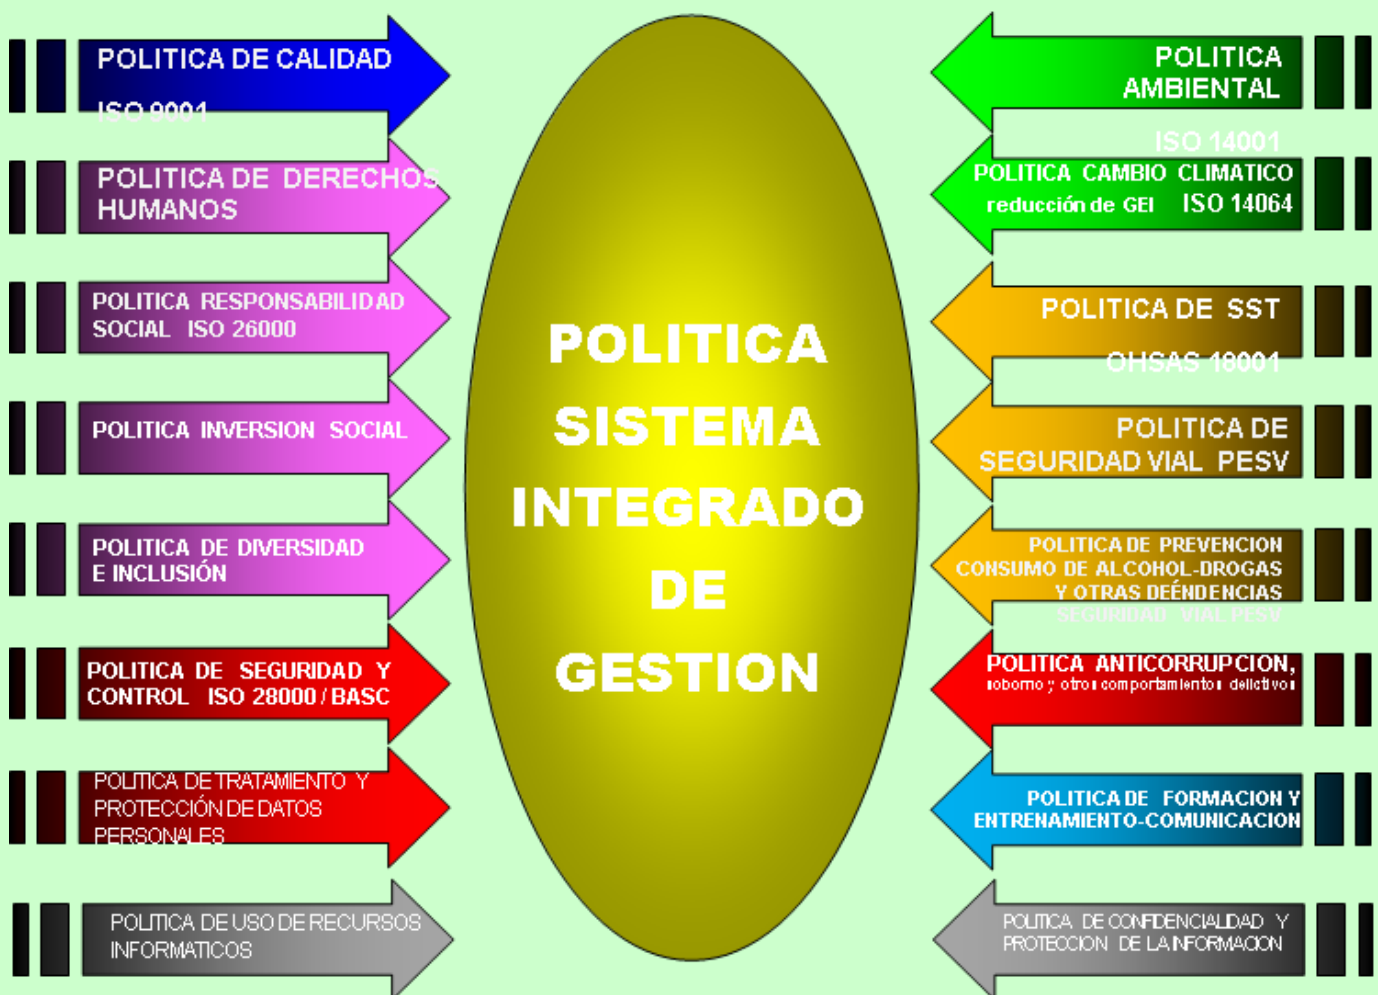 POLITICA DE CALIDAD
ISO 9001
POLITICA DE DERECHOS
HUMANOS
POLITICA RESPONSABILIDAD
SOCIAL ISO 26000
POLITICA INVERSION SOCIAL
POLITICA DE DIVERSIDAD
E INCLUSIÓN
POLITICA DE SEGURIDAD Y
CONTROL ISO 28000 / BASC
POLITICA DE TRATAMIENTO Y
PROTECCIÓN DE DATOS
PERSONALES
POLITICA DE USO DE RECURSOS
INFORMATICOS
POLITICA
SISTEMA
INTEGRADO
DE
GESTION
POLITICA
AMBIENTAL
ISO 14001
POLITICA CAMBIO CLIMATICO
reducción de GEI ISO 14064
POLITICA DE SST
OHSAS 18001
POLITICA DE
SEGURIDAD VIAL PESV
POLITICA DE PREVENCION
CONSUMO DE ALCOHOL-DROGAS
Y OTRAS DEÉNDENCIAS
SEGURIDAD VIAL PESV
POLITICA ANTICORRUPCION,
soborno y otros comportamientos delictivos
POLITICA DE FORMACION Y
ENTRENAMIENTO-COMUNICACION
POLITICA DE CONFIDENCIALIDAD Y
PROTECCION DE LA INFORMACION